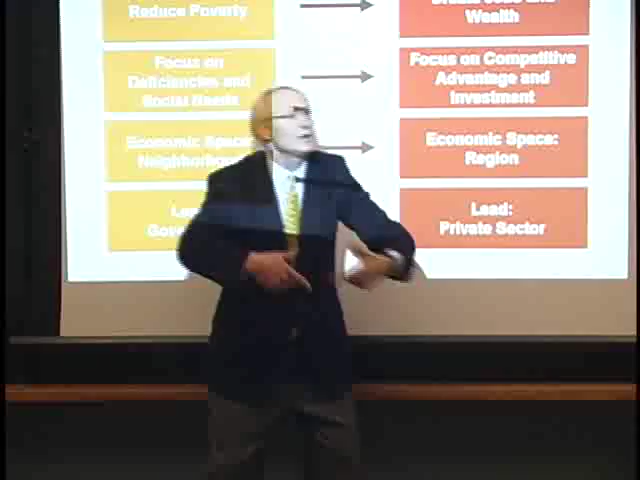 Reduce Poverty
Wealth
Focus on
Deficiencies and
Social Needs
Focus on Competitive
Advantage and
Investment
Economic
Economic Space:
Region
Lead:
Private Sector